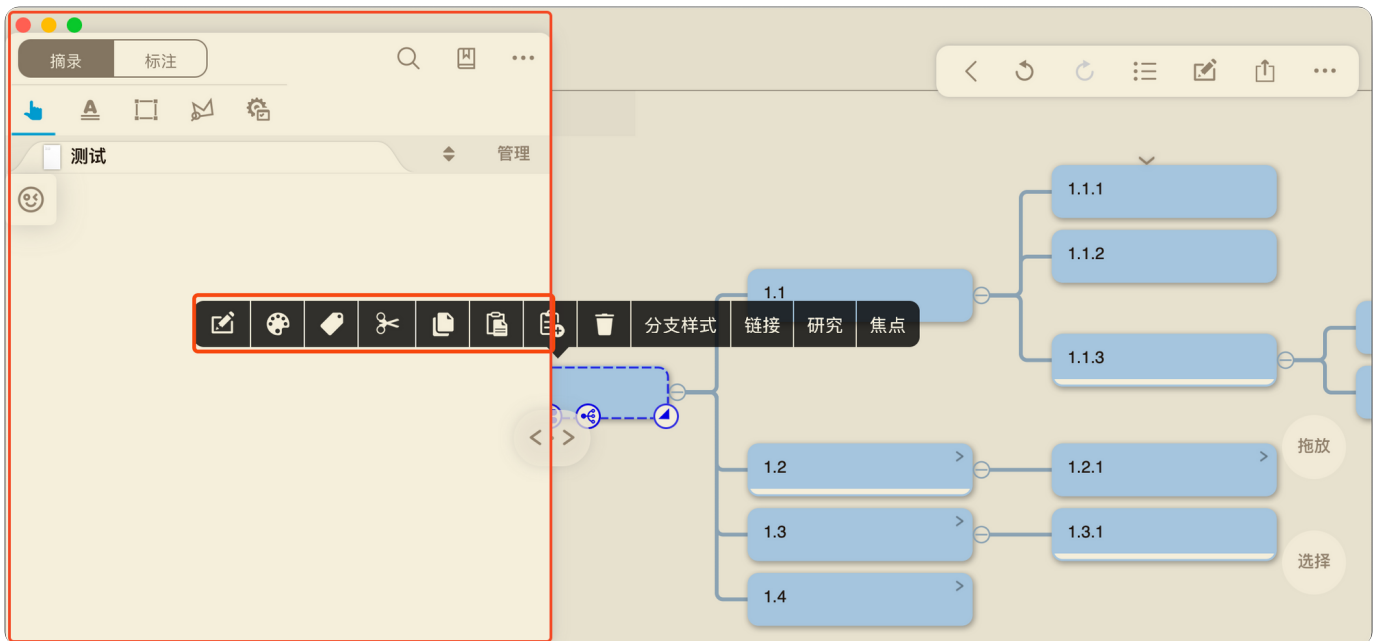 摘录 标注
测试 管理
1.1.1
1.1.2
1.1
分支样式 链接 研究 焦点
1.1.3
拖放
1.2 1.2.1
1.3 1.3.1
选择
1.4